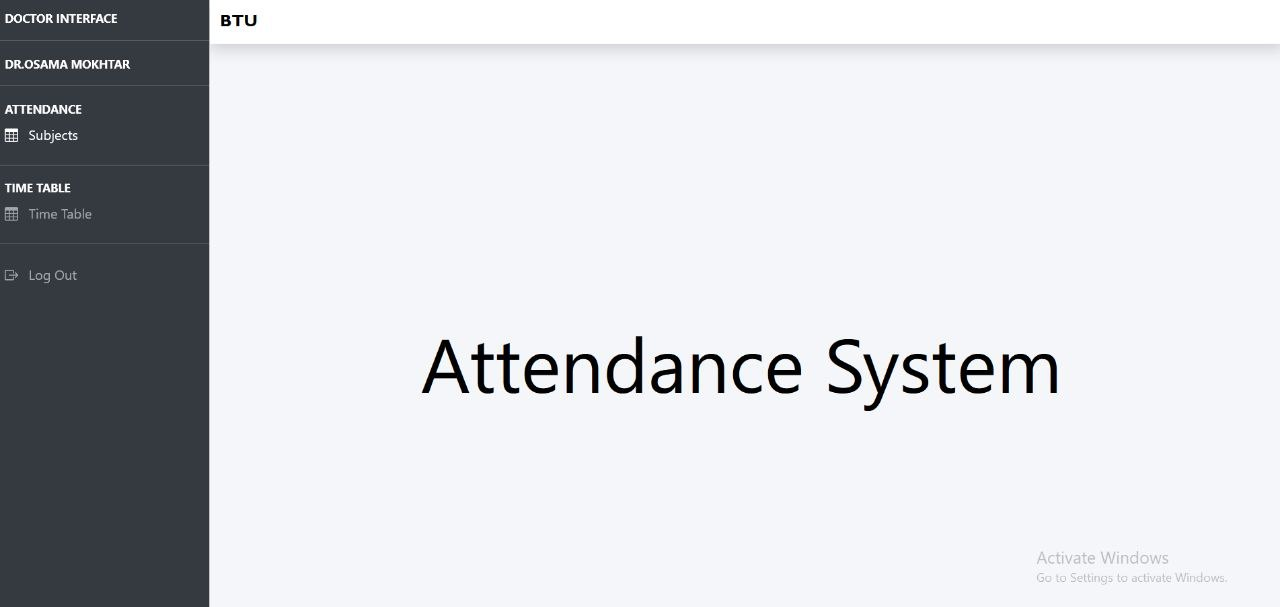 DOCTOR INTERFACE
DR.OSAMA MOKHTAR
ATTENDANCE
Subjects
TIME TABLE
Time Table
Log Out
BTU
Attendance System
Activate Windows
Go to Settings to activate Windows.